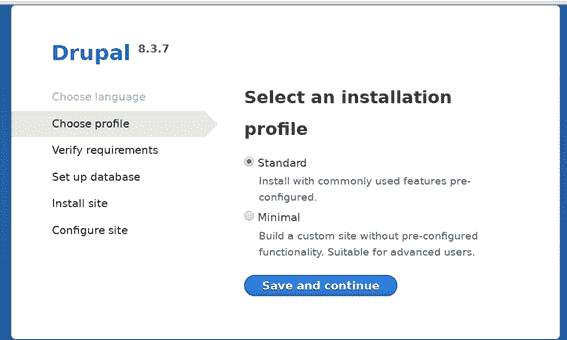 Drupal 8.3.7
Choose language
Choose profile
Verify requirements
Set up database
Install site
Configure site
Select an installation
profile
Standard
Install with commonly used features pre-
configured.
Minimal
Build a custom site without pre-configured
functionality. Suitable for advanced users.
Save and continue